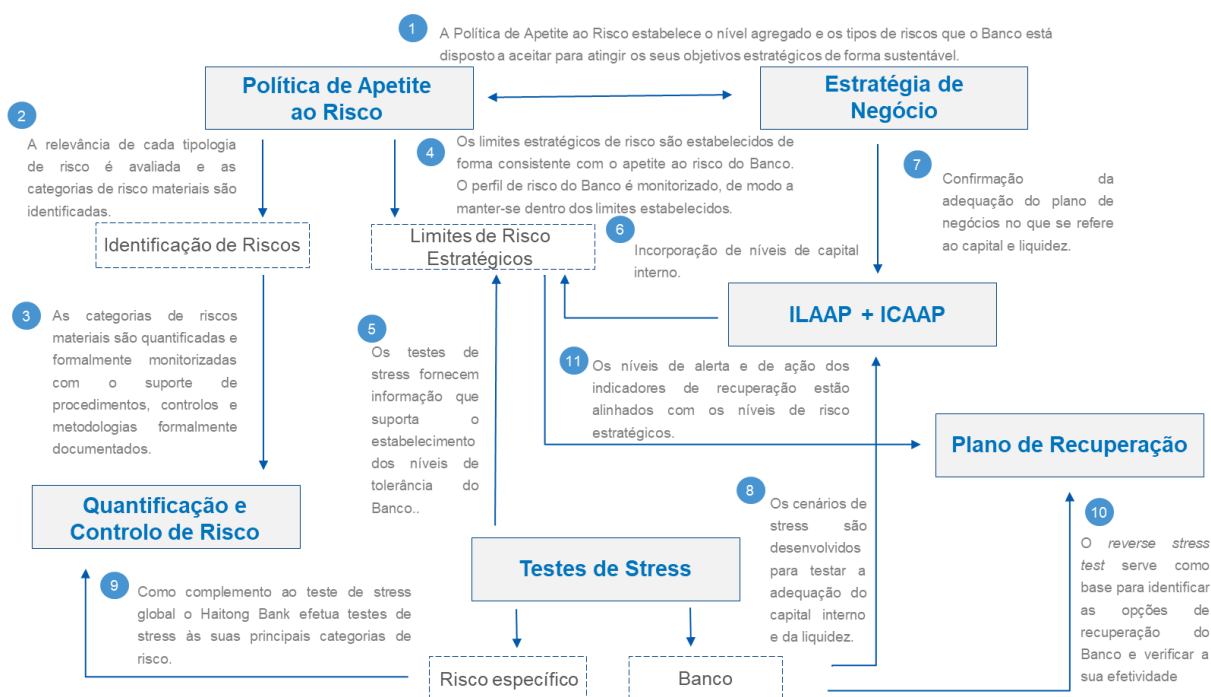 1
A Política de Apetite ao Risco estabelece o nível agregado e os tipos de riscos que o Banco está
disposto a aceitar para atingir os seus objetivos estratégicos de forma sustentável.
Política de Apetite
ao Risco
Estratégia de
Negócio
2
A relevância de cada tipologia
de risco é avaliada e as
categorias de risco materiais são
identificadas.
4
Os limites estratégicos de risco são estabelecidos de
forma consistente com o apetite ao risco do Banco.
O perfil de risco do Banco é monitorizado, de modo a
manter-se dentro dos limites estabelecidos.
7
Confirmação da
adequação do plano de
negócios no que se refere
ao capital e liquidez.
Identificação de Riscos
Limites de Risco
Estratégicos
6
Incorporação de níveis de capital
interno.
ILAAP + ICAAP
3
As categorias de riscos
materiais são quantificadas e
formalmente monitorizadas
com o suporte de
procedimentos, controlos e
metodologias formalmente
documentados.
5
Os testes de
stress fornecem
informação que
suporta o
estabelecimento
dos níveis de
tolerância do
Banco..
11
Os níveis de alerta e de ação dos
indicadores de recuperação estão
alinhados com os níveis de risco
estratégicos.
Plano de Recuperação
Quantificação e
Controlo de Risco
8
Os cenários de
stress são
desenvolvidos
para testar a
adequação do
capital interno
e da liquidez.
10
O reverse stress
test serve como
base para identificar
as opções de
recuperação do
Banco e verificar a
sua efetividade
Testes de Stress
9
Como complemento ao teste de stress
global o Haitong Bank efetua testes de
stress às suas principais categorias de
risco.
Risco específico
Banco